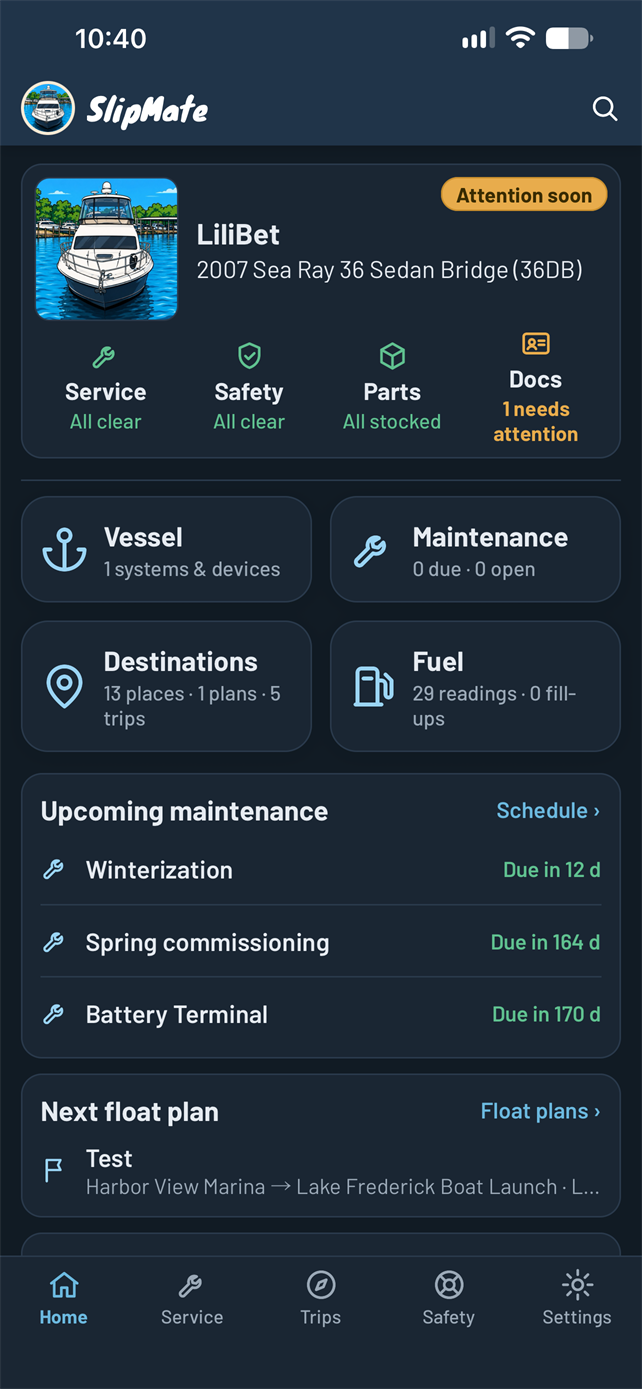 10:40
SlipMate
Attention soon
LiliBet
2007 Sea Ray 36 Sedan Bridge (36DB)
Service
All clear
Safety
All clear
Parts
All stocked
Docs
1 needs
attention
Vessel
1 systems & devices
Maintenance
0 due · 0 open
Destinations
13 places · 1 plans · 5
trips
Fuel
29 readings · 0 fill-
ups
Upcoming maintenance
Schedule ›
Winterization
Due in 12 d
Spring commissioning
Due in 164 d
Battery Terminal
Due in 170 d
Next float plan
Float plans ›
Test
Harbor View Marina → Lake Frederick Boat Launch · L...
Home
Service
Trips
Safety
Settings